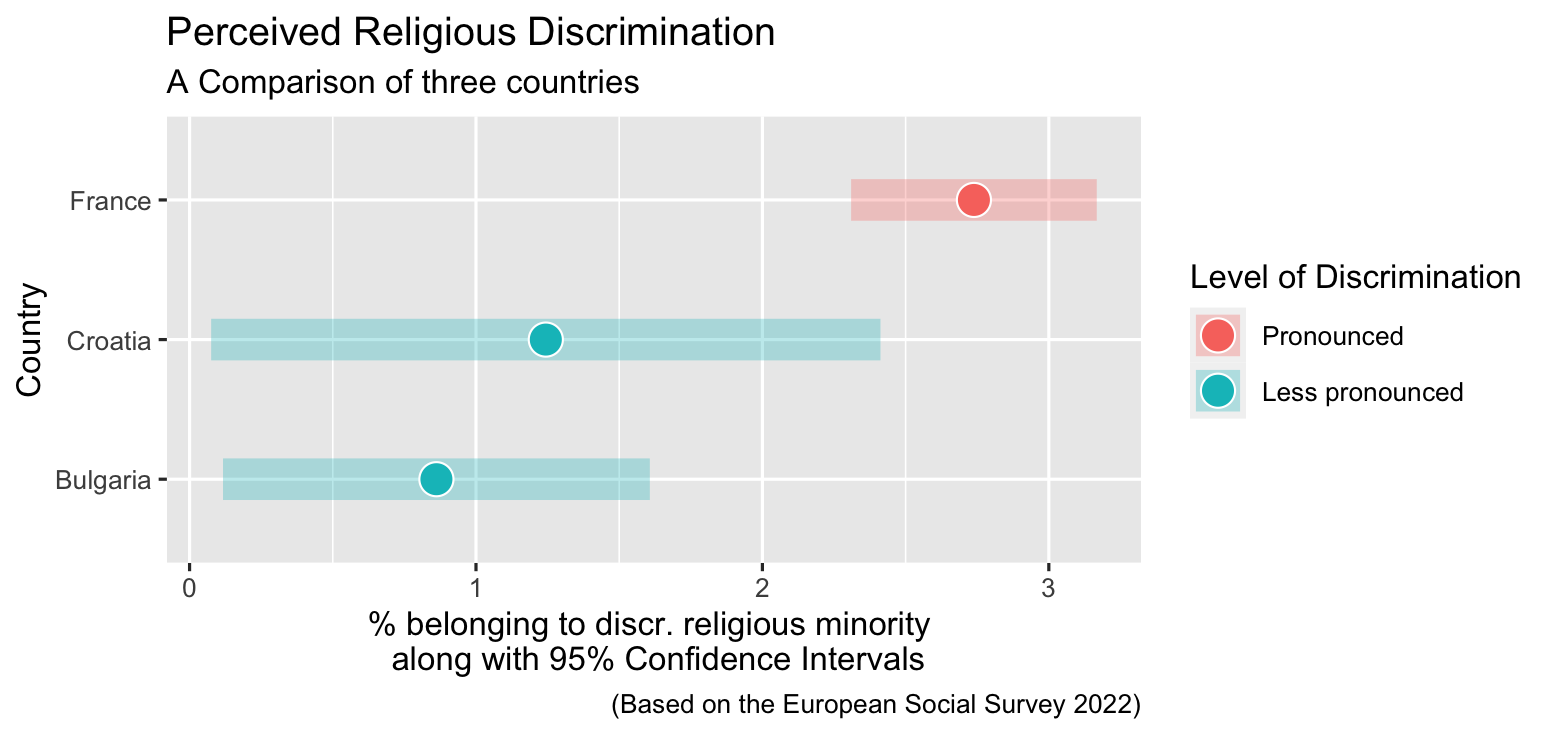 Perceived Religious Discrimination
A Comparison of three countries
Country
France
Croatia
Bulgaria
0 1 2 3
% belonging to discr. religious minority
along with 95% Confidence Intervals
(Based on the European Social Survey 2022)
Level of Discrimination
Pronounced
Less pronounced